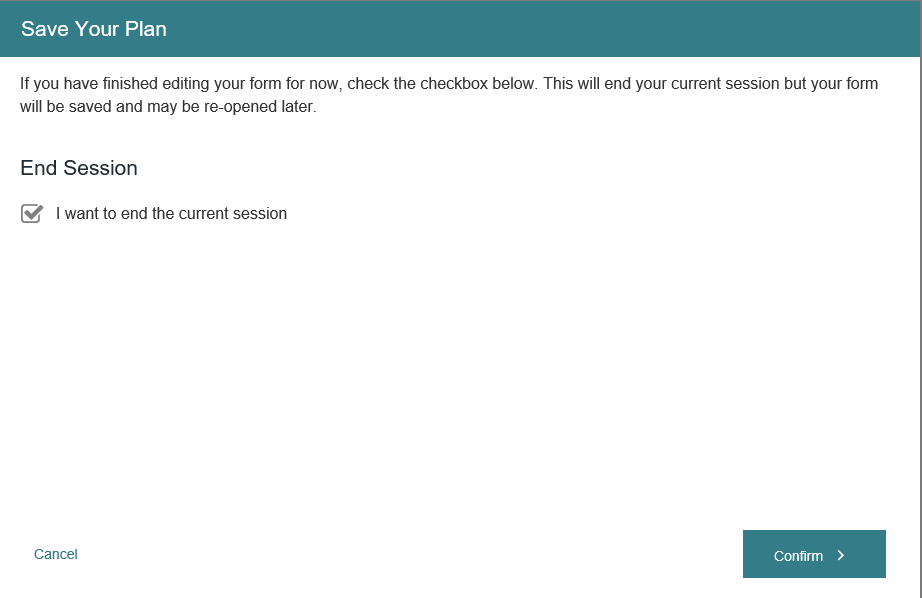 Save Your Plan
If you have finished editing your form for now, check the checkbox below. This will end your current session but your form
will be saved and may be re-opened later.
End Session
I want to end the current session
Cancel
Confirm